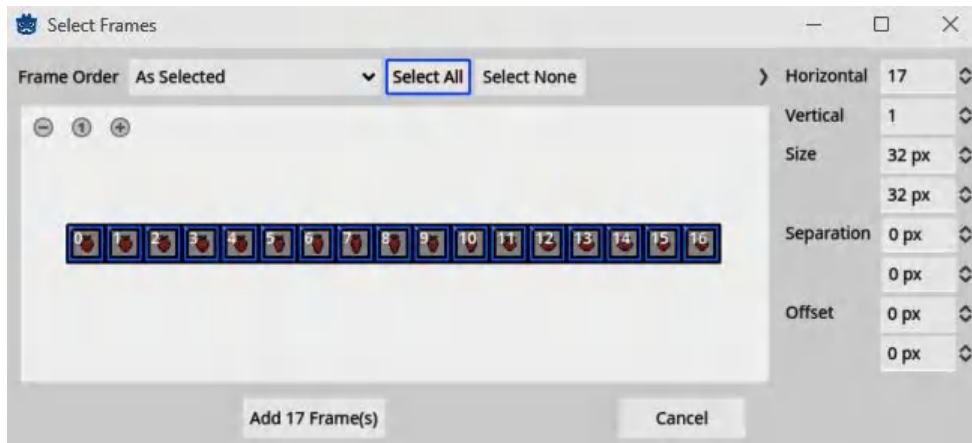 Select Frames
Frame Order As Selected Select All Select None Horizontal 17
Vertical 1
Size 32 px
32 px
Separation 0 px
0 px
Offset 0 px
0 px
0 1 2 3 4 5 6 7 8 9 10 11 12 13 14 15 16
Add 17 Frame(s) Cancel